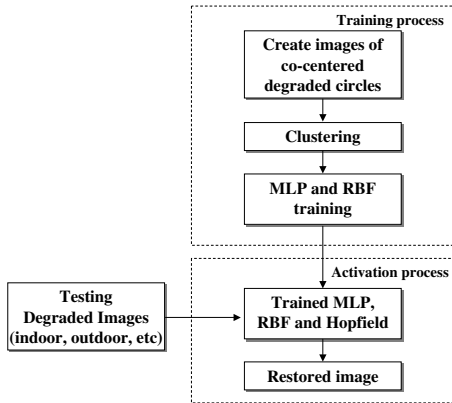 Training process
Create images of
co-centered
degraded circles
Clustering
MLP and RBF
training
Activation process
Testing
Degraded Images
(indoor, outdoor, etc)
Trained MLP,
RBF and Hopfield
Restored image